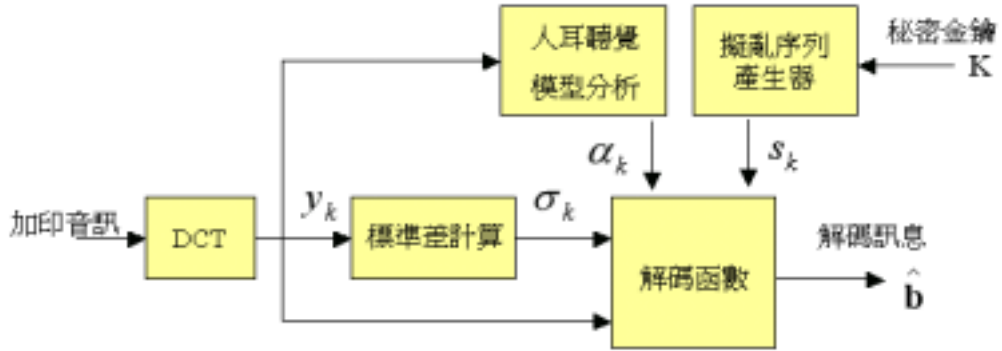 人耳聽覺
模型分析
擬亂序列
產生器
秘密金鑰
K
α_k
s_k
加印音訊
DCT
y_k
標準差計算
σ_k
解碼函數
解碼訊息
b̂